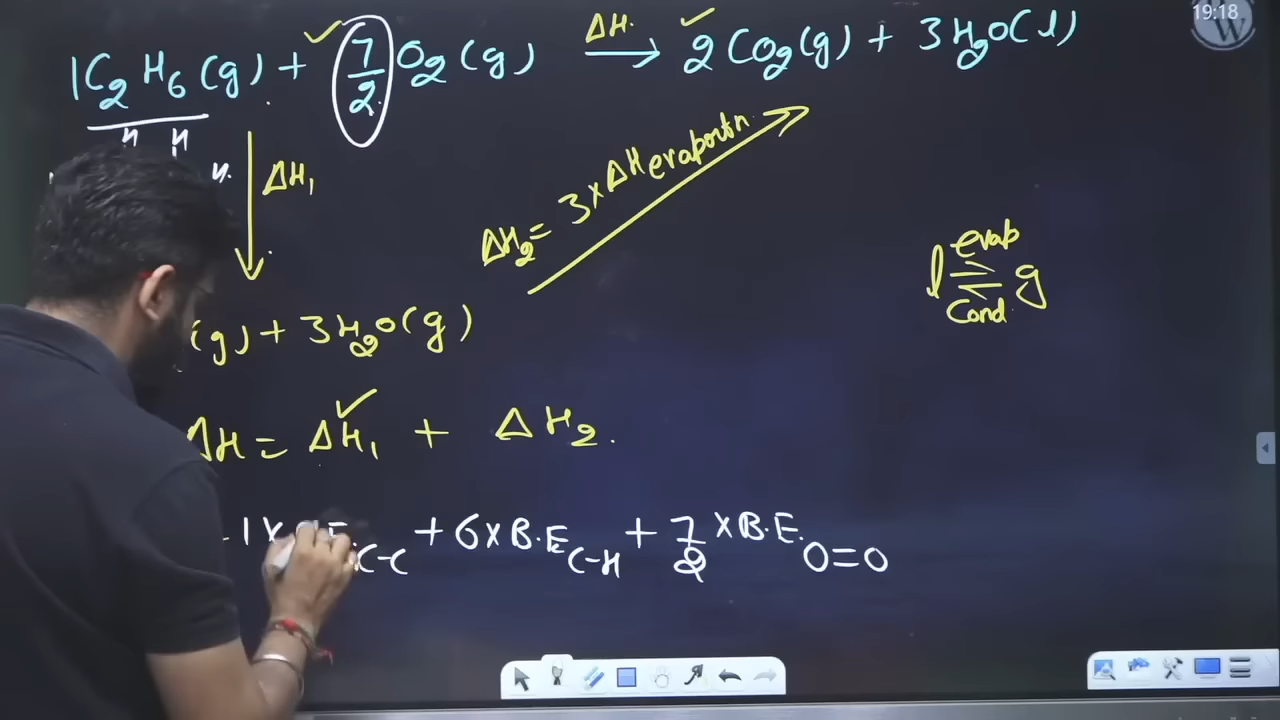 19:18
1C2H6(g) + 7/2 O2(g) ΔH. → 2CO2(g) + 3H2O(l)
H H
H.
ΔH1
ΔH2 = 3×ΔHevaportn.
evap
l ⇌ g
Cond
(g) + 3H2O(g)
ΔH = ΔH1 + ΔH2.
1× E. C-C + 6×B.E C-H + 7/2 ×B.E. O=O